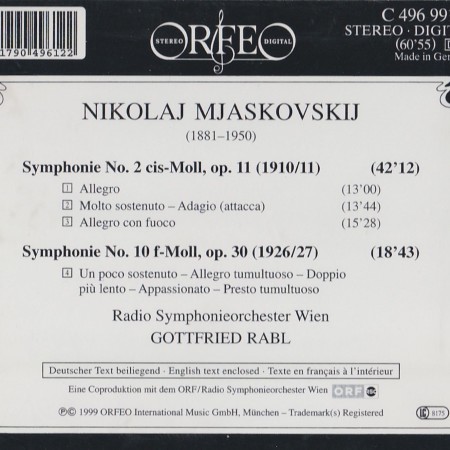 C 496 99
STEREO · DIGIT
(60'55)
Made in Ger
STEREO ORFEO DIGITAL
1790 496122
NIKOLAJ MJASKOVSKIJ
(1881–1950)
Symphonie No. 2 cis-Moll, op. 11 (1910/11) (42'12)
1 Allegro (13'00)
2 Molto sostenuto – Adagio (attacca) (13'44)
3 Allegro con fuoco (15'28)
Symphonie No. 10 f-Moll, op. 30 (1926/27) (18'43)
4 Un poco sostenuto – Allegro tumultuoso – Doppio
più lento – Appassionato – Presto tumultuoso
Radio Symphonieorchester Wien
GOTTFRIED RABL
Deutscher Text beiliegend · English text enclosed · Texte en français à l'intérieur
Eine Coproduktion mit dem ORF/Radio Symphonieorchester Wien ORF
℗© 1999 ORFEO International Music GmbH, München – Trademark(s) Registered
LC 8175